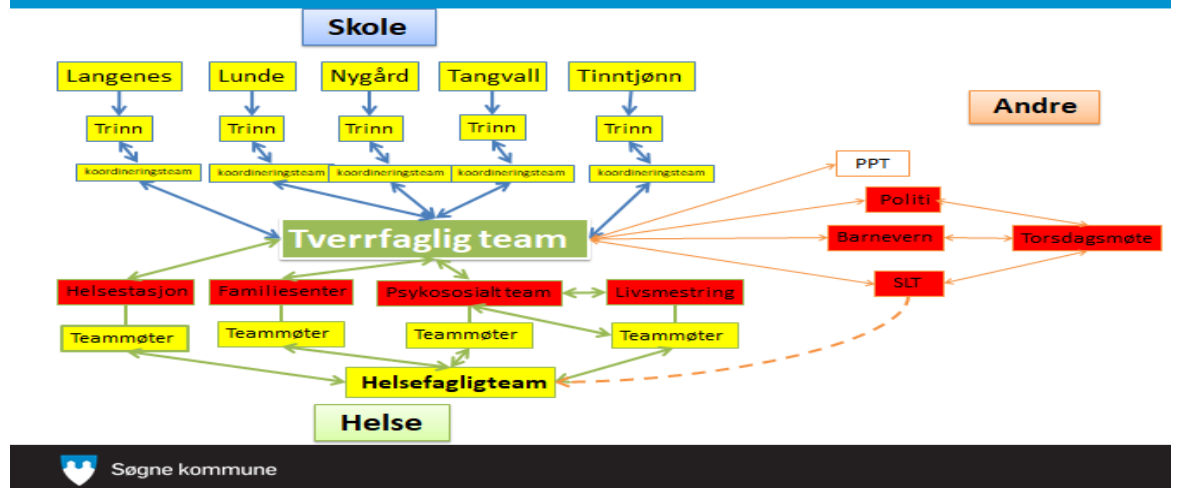 Skole
Langenes Lunde Nygård Tangvall Tinntjønn
Andre
Trinn Trinn Trinn Trinn Trinn
koordineringsteam koordineringsteam koordineringsteam koordineringsteam koordineringsteam
PPT
Politi
Tverrfaglig team
Barnevern Torsdagsmøte
SLT
Helsestasjon Familiesenter Psykososialt team Livsmestring
Teammøter Teammøter Teammøter Teammøter
Helsefagligteam
Helse
Søgne kommune